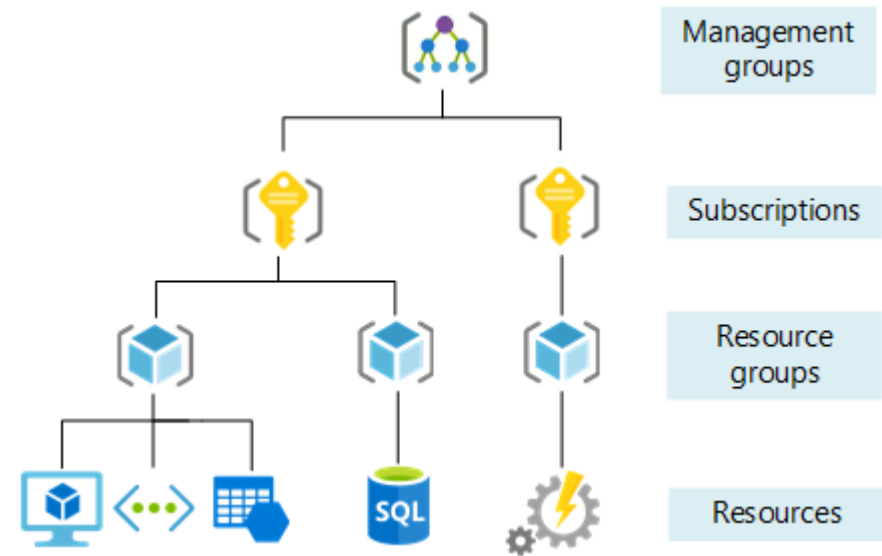 Management
groups
Subscriptions
Resource
groups
SQL
Resources